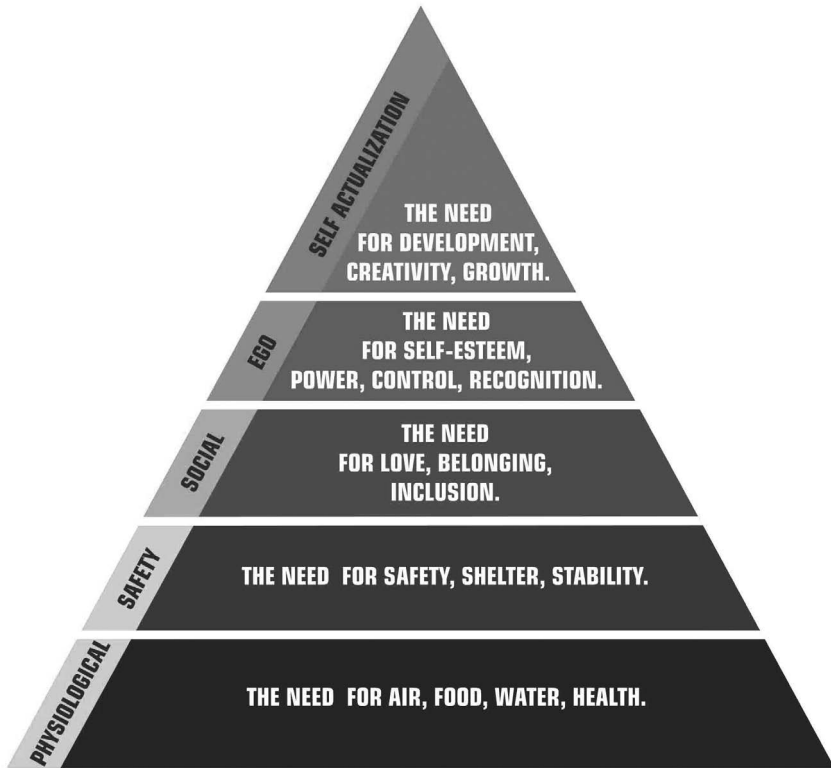 SELF ACTUALIZATION
THE NEED
FOR DEVELOPMENT,
CREATIVITY, GROWTH.
EGO
THE NEED
FOR SELF-ESTEEM,
POWER, CONTROL, RECOGNITION.
SOCIAL
THE NEED
FOR LOVE, BELONGING,
INCLUSION.
SAFETY
THE NEED FOR SAFETY, SHELTER, STABILITY.
PHYSIOLOGICAL
THE NEED FOR AIR, FOOD, WATER, HEALTH.